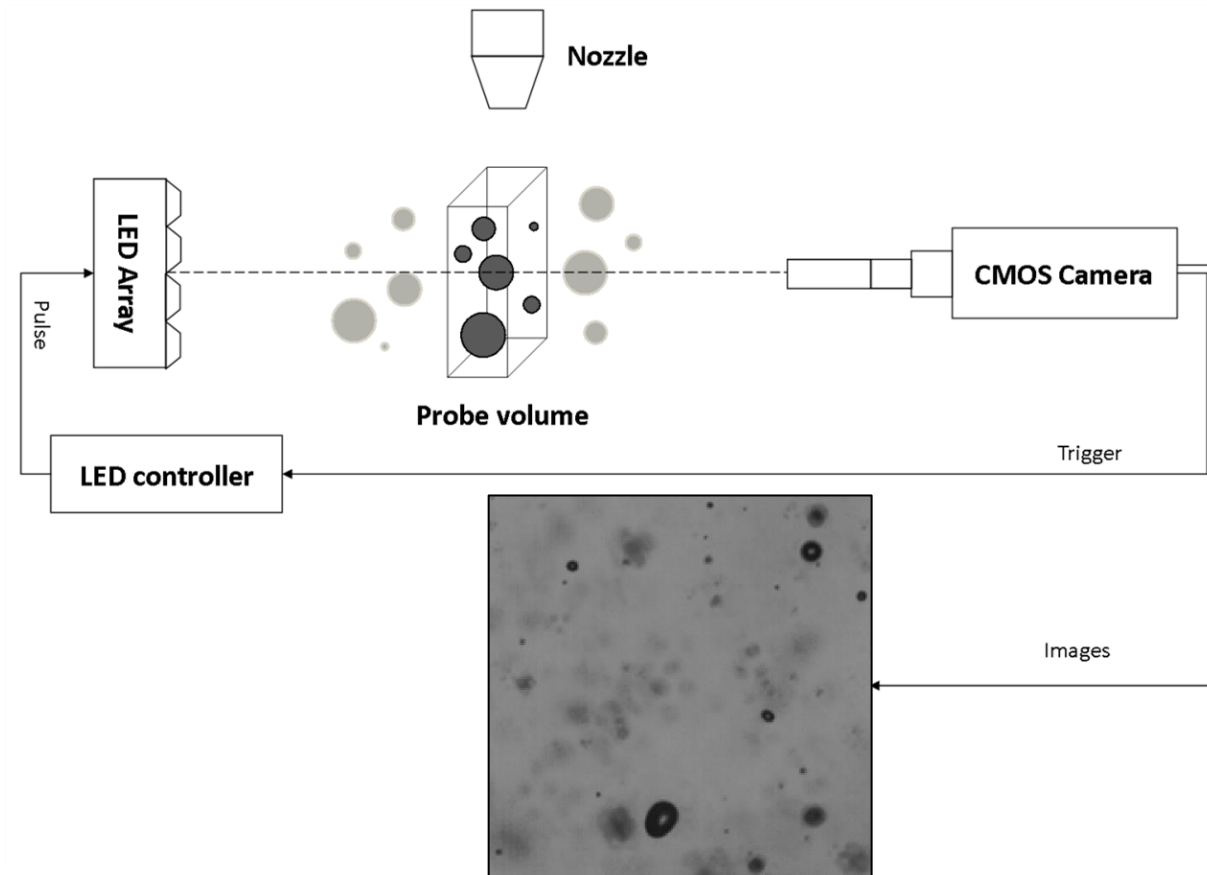 Nozzle
LED Array
CMOS Camera
Pulse
Probe volume
LED controller
Trigger
Images